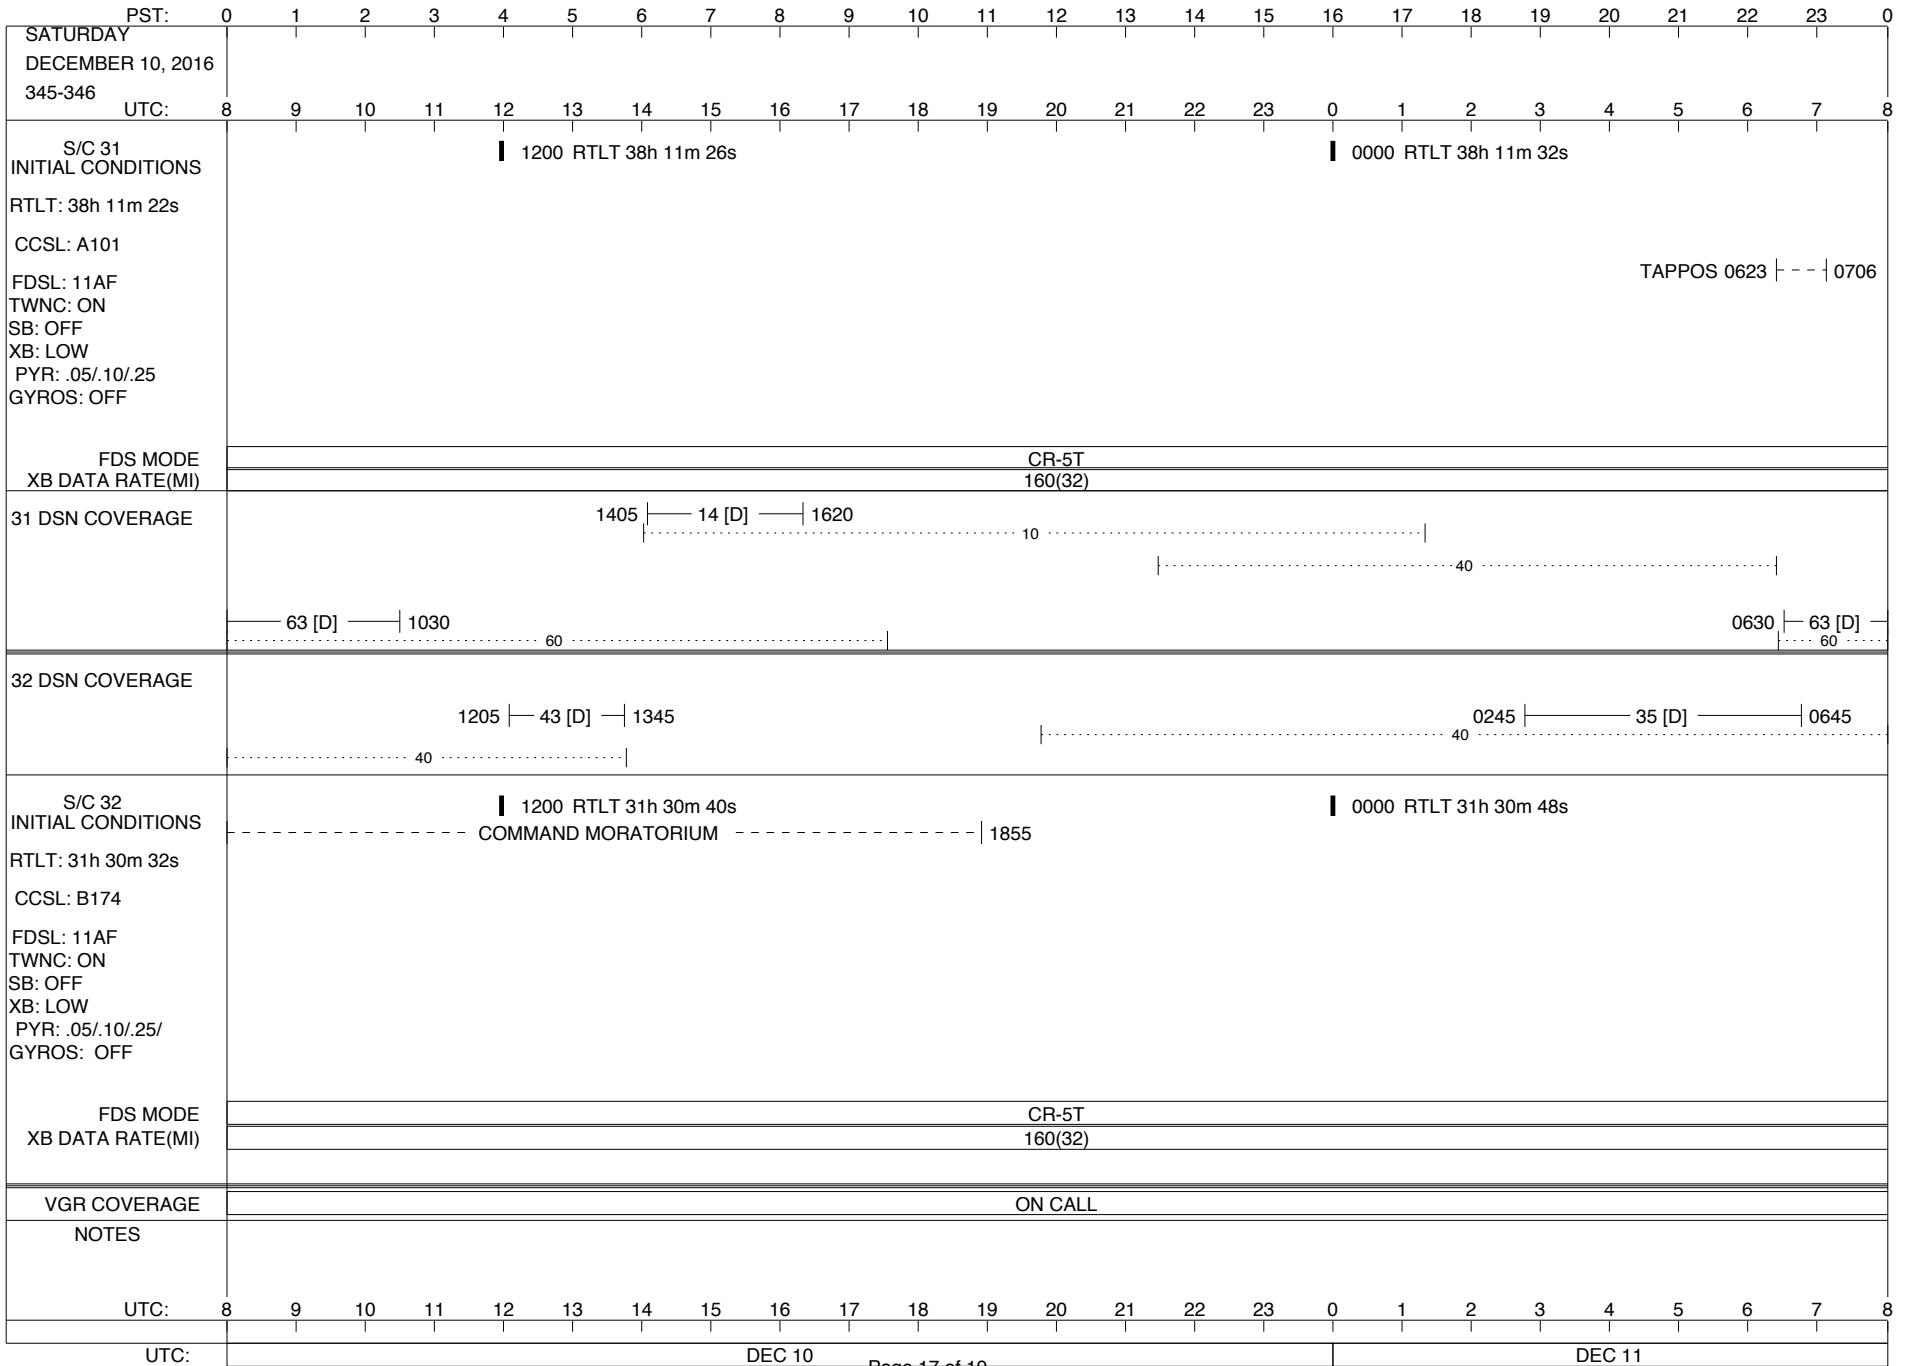 PST: 0 1 2 3 4 5 6 7 8 9 10 11 12 13 14 15 16 17 18 19 20 21 22 23 0
SATURDAY
DECEMBER 10, 2016
345-346
UTC: 8 9 10 11 12 13 14 15 16 17 18 19 20 21 22 23 0 1 2 3 4 5 6 7 8
S/C 31
INITIAL CONDITIONS
1200 RTLT 38h 11m 26s
0000 RTLT 38h 11m 32s
RTLT: 38h 11m 22s
CCSL: A101
TAPPOS 0623 0706
FDSL: 11AF
TWNC: ON
SB: OFF
XB: LOW
PYR: .05/.10/.25
GYROS: OFF
FDS MODE CR-5T
XB DATA RATE(MI) 160(32)
31 DSN COVERAGE
1405 14 [D] 1620
10
40
63 [D] 1030
0630 63 [D]
60
60
32 DSN COVERAGE
1205 43 [D] 1345
0245 35 [D] 0645
40
40
S/C 32
INITIAL CONDITIONS
1200 RTLT 31h 30m 40s
0000 RTLT 31h 30m 48s
COMMAND MORATORIUM 1855
RTLT: 31h 30m 32s
CCSL: B174
FDSL: 11AF
TWNC: ON
SB: OFF
XB: LOW
PYR: .05/.10/.25/
GYROS: OFF
FDS MODE CR-5T
XB DATA RATE(MI) 160(32)
VGR COVERAGE ON CALL
NOTES
UTC: 8 9 10 11 12 13 14 15 16 17 18 19 20 21 22 23 0 1 2 3 4 5 6 7 8
UTC: DEC 10 DEC 11
Page 17 of 19